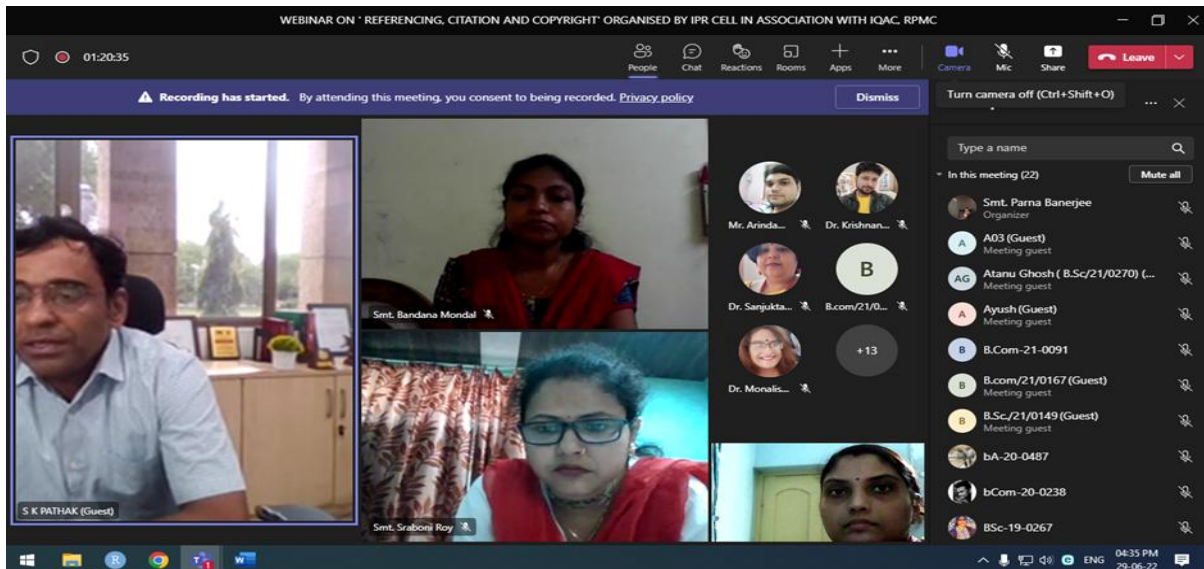 WEBINAR ON ' REFERENCING, CITATION AND COPYRIGHT' ORGANISED BY IPR CELL IN ASSOCIATION WITH IQAC, RPMC
01:20:35
People
Chat
Reactions
Rooms
Apps
More
Camera
Mic
Share
Leave
Recording has started. By attending this meeting, you consent to being recorded. Privacy policy
Dismiss
Turn camera off (Ctrl+Shift+O)
S K PATHAK (Guest)
Smt. Bandana Mondal
Smt. Sraboni Roy
Mr. Arinda...
Dr. Krishnan...
Dr. Sanjukta...
B
B.com/21/0...
Dr. Monalis...
+13
Type a name
In this meeting (22)
Mute all
Smt. Parna Banerjee
Organizer
A
A03 (Guest)
Meeting guest
AG
Atanu Ghosh ( B.Sc/21/0270) (...
Meeting guest
A
Ayush (Guest)
Meeting guest
B
B.Com-21-0091
B
B.com/21/0167 (Guest)
Meeting guest
B
B.Sc./21/0149 (Guest)
Meeting guest
bA-20-0487
bCom-20-0238
BSc-19-0267
ENG
04:35 PM
29-06-22